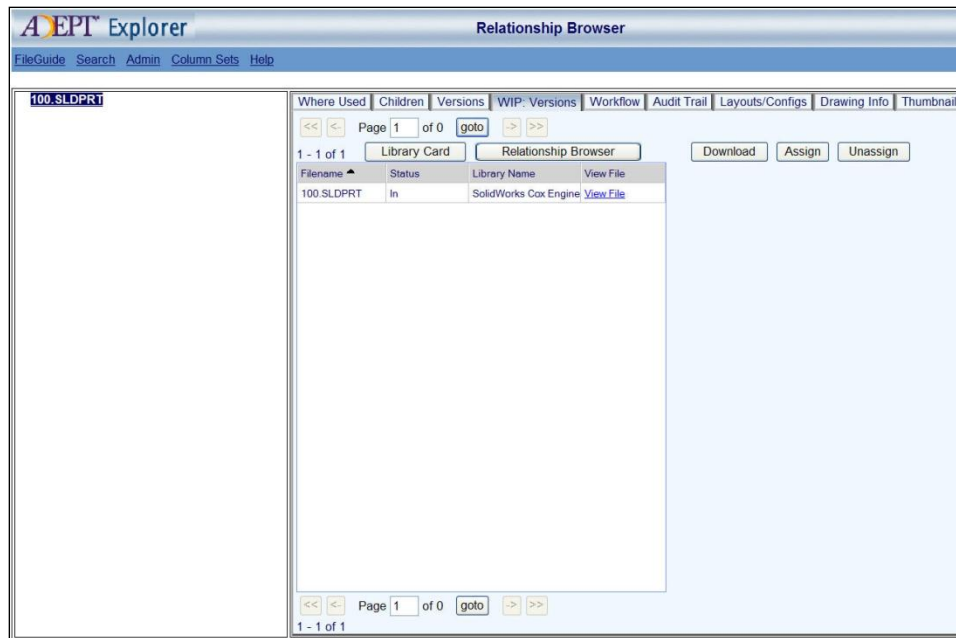 ADEPT Explorer
Relationship Browser
FileGuide Search Admin Column Sets Help
100.SLDPRT
Where Used Children Versions WIP: Versions Workflow Audit Trail Layouts/Configs Drawing Info Thumbnail
<< <- Page 1 of 0 goto -> >>
1 - 1 of 1 Library Card Relationship Browser Download Assign Unassign
Filename Status Library Name View File
100.SLDPRT In SolidWorks Cox Engine View File
<< <- Page 1 of 0 goto -> >>
1 - 1 of 1